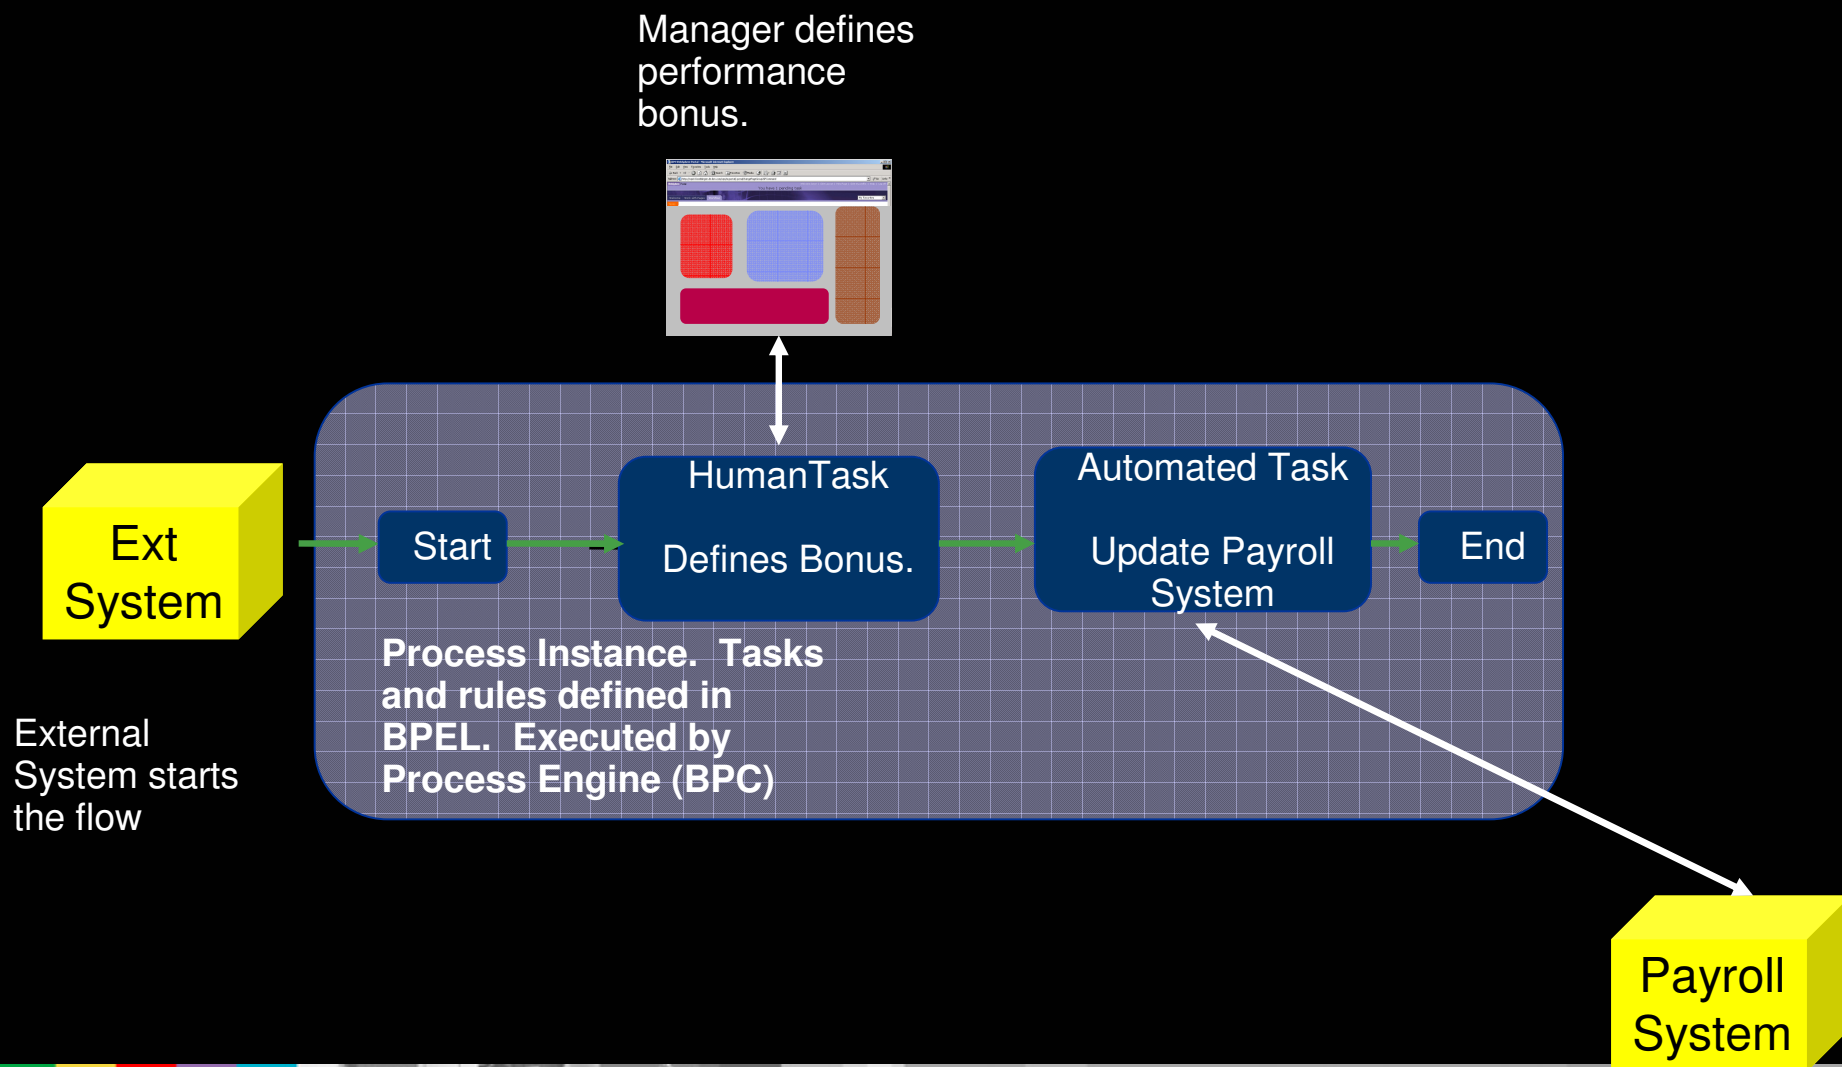 Manager defines
performance
bonus.
Ext
System
Start
HumanTask
Defines Bonus.
Automated Task
Update Payroll
System
End
Process Instance.  Tasks
and rules defined in
BPEL.  Executed by
Process Engine (BPC)
External
System starts
the flow
Payroll
System